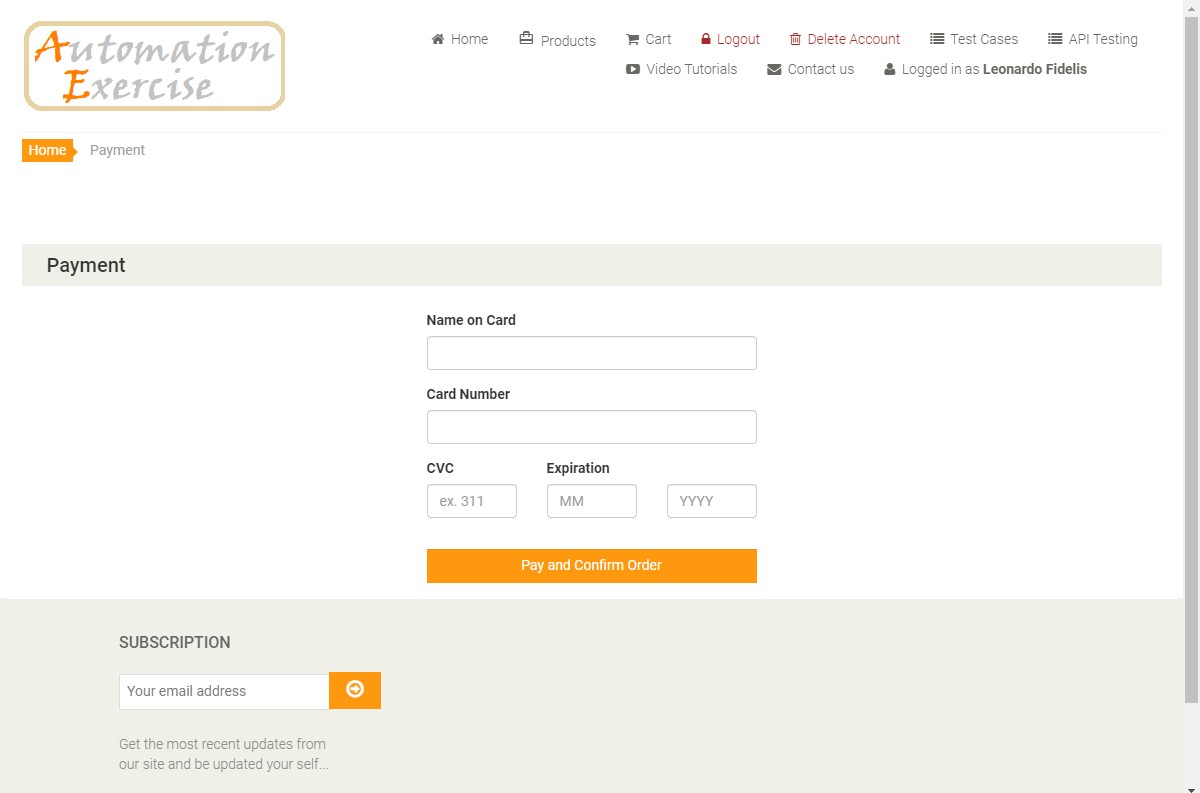 Automation
Exercise
Home Products Cart Logout Delete Account Test Cases API Testing
Video Tutorials Contact us Logged in as Leonardo Fidelis
Home Payment
Payment
Name on Card
Card Number
CVC Expiration
ex. 311 MM YYYY
Pay and Confirm Order
SUBSCRIPTION
Your email address
Get the most recent updates from
our site and be updated your self...